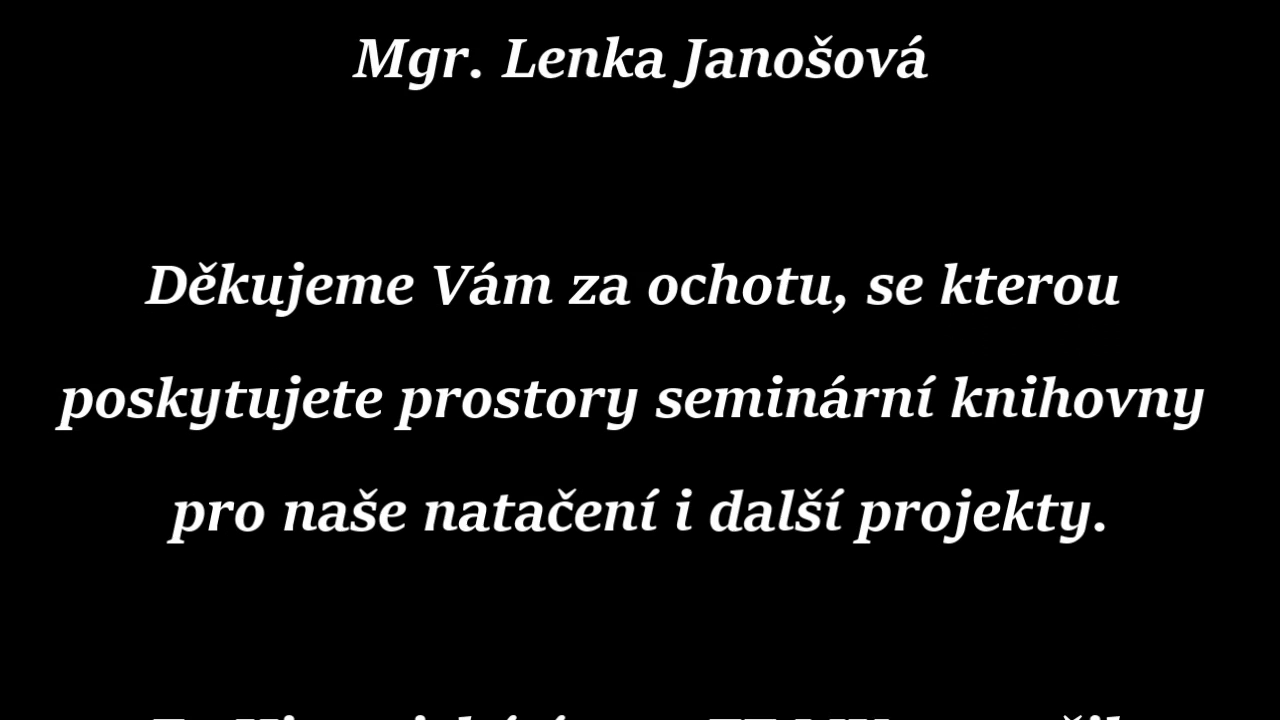 Mgr. Lenka Janošová
Děkujeme Vám za ochotu, se kterou
poskytujete prostory seminární knihovny
pro naše natačení i další projekty.